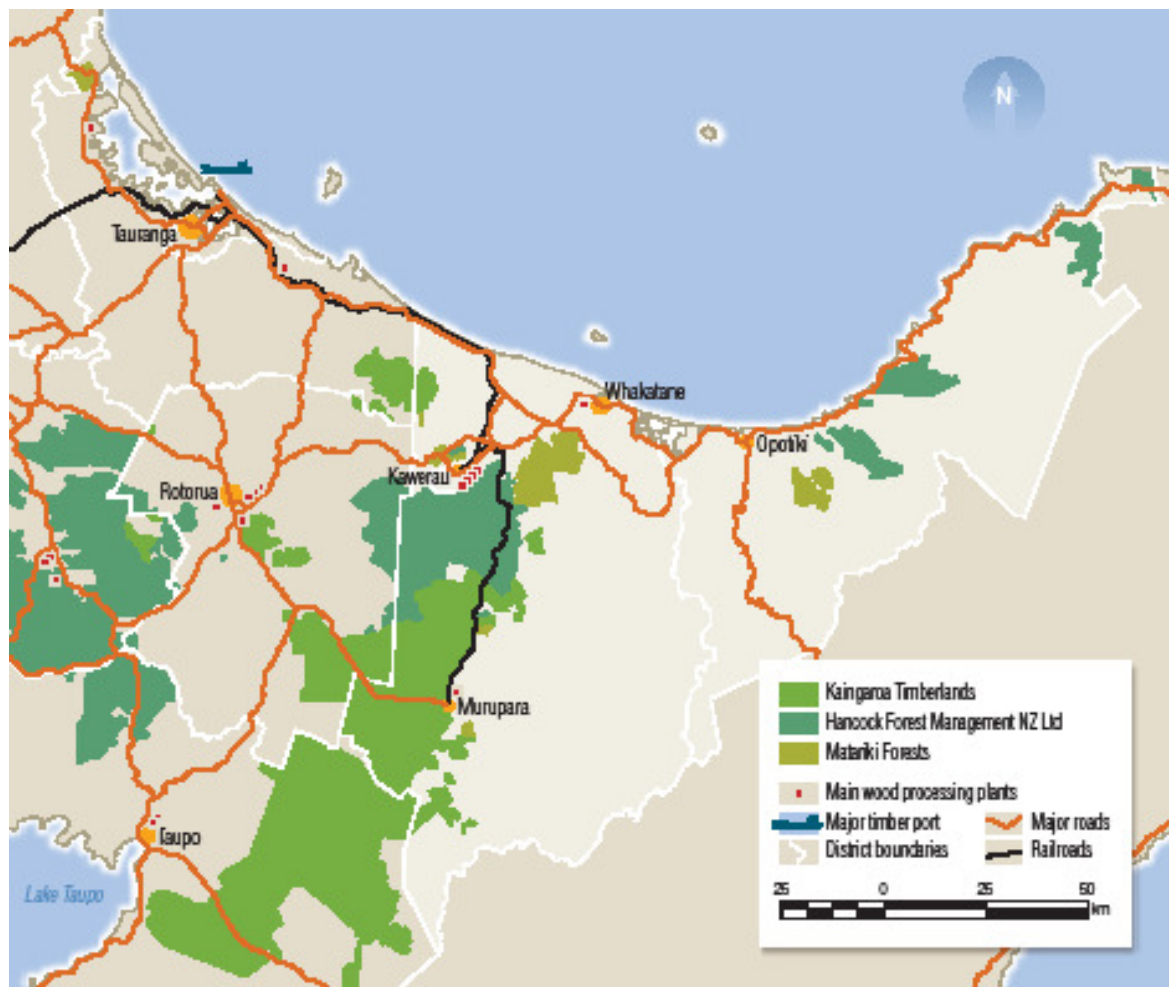 N
Tauranga
Whakatane
Opotiki
Kawerau
Rotorua
Murupara
Taupo
Lake Taupo
Kaingaroa Timberlands
Hancock Forest Management NZ Ltd
Matariki Forests
Main wood processing plants
Major timber port
Major roads
District boundaries
Railroads
25 0 25 50
km